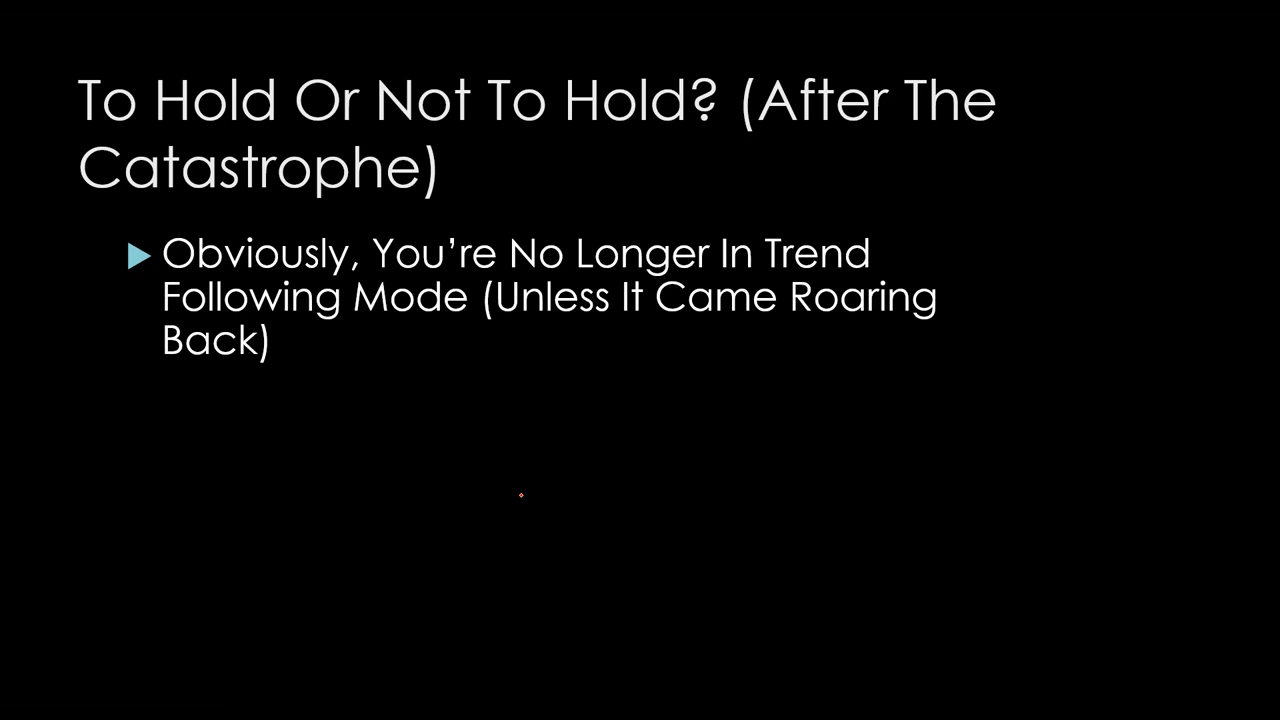 To Hold Or Not To Hold? (After The
Catastrophe)
Obviously, You’re No Longer In Trend
Following Mode (Unless It Came Roaring
Back)